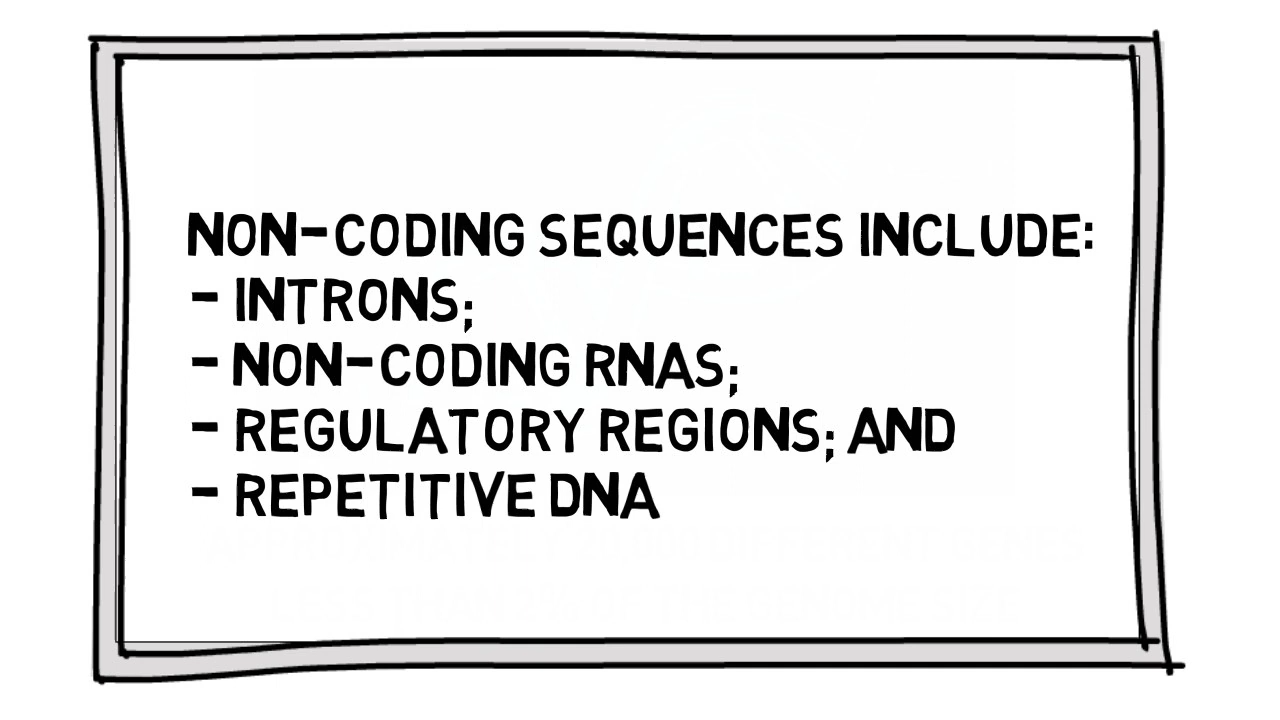 NON-CODING SEQUENCES INCLUDE:
- INTRONS;
- NON-CODING RNAS;
- REGULATORY REGIONS; AND
- REPETITIVE DNA